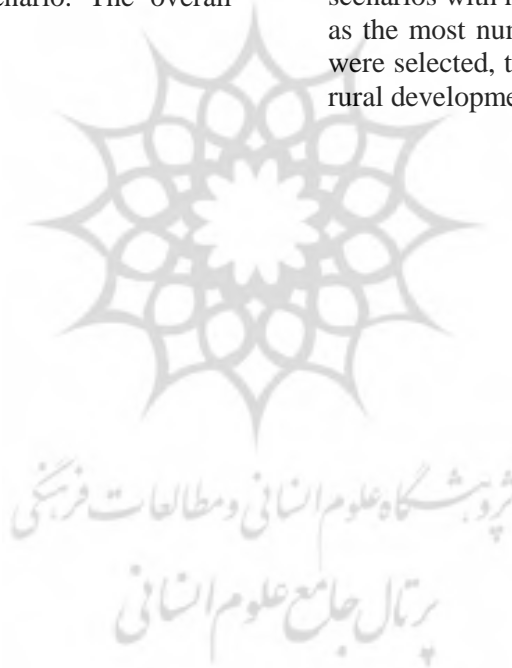 enario. The overall
scenarios with
as the most nur
were selected, t
rural developme
پژوهشگاه علوم انسانی و مطالعات فرهنگی
پرتال جامع علوم انسانی